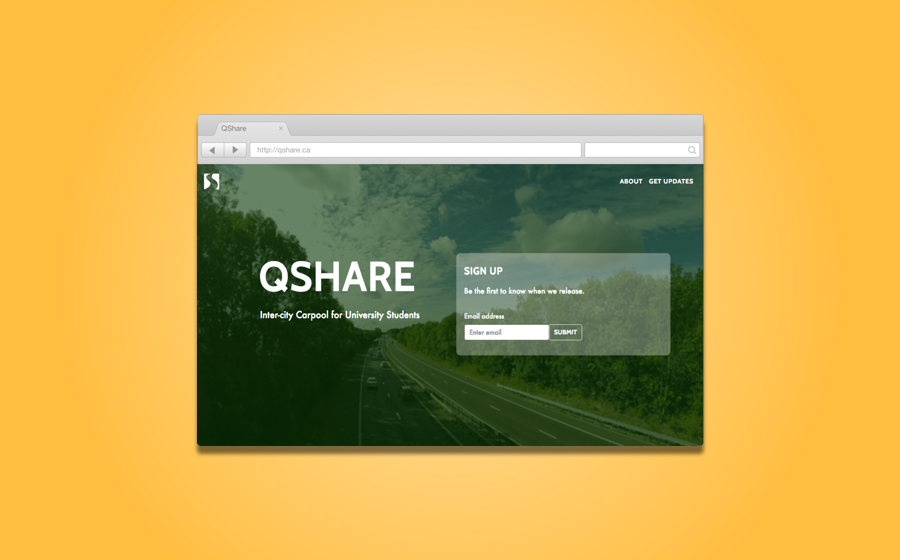 QShare
http://qshare.ca
ABOUT GET UPDATES
QSHARE
Inter-city Carpool for University Students
SIGN UP
Be the first to know when we release.
Email address
Enter email SUBMIT